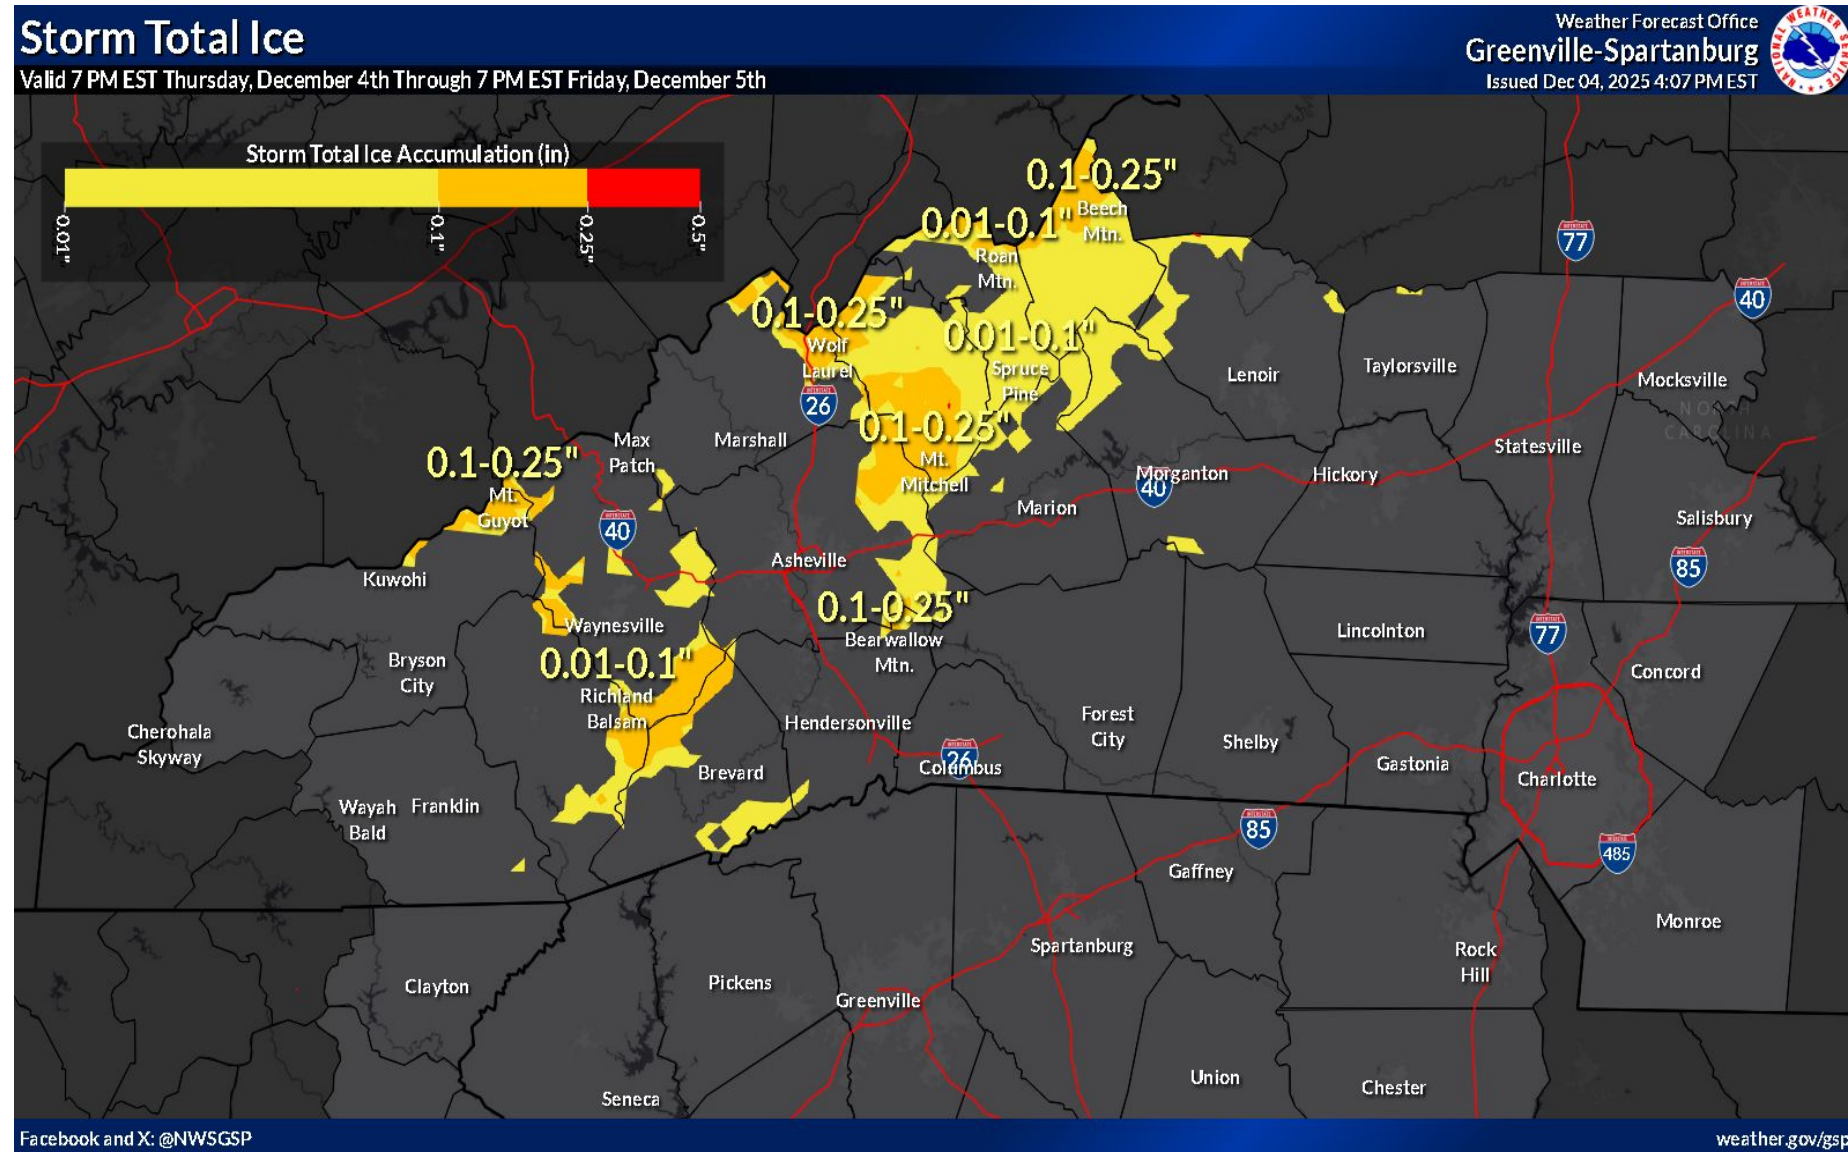 Storm Total Ice
Valid 7 PM EST Thursday, December 4th Through 7 PM EST Friday, December 5th
Weather Forecast Office
Greenville-Spartanburg
Issued Dec 04, 2025 4:07 PM EST
NATIONAL WEATHER SERVICE
Storm Total Ice Accumulation (in)
0.01"
0.1"
0.25"
0.5"
0.1-0.25"
Beech
Mtn.
0.01-0.1"
Roan
Mtn.
77
40
0.1-0.25"
Wolf
Laurel
0.01-0.1"
Spruce
Pine
Lenoir
Taylorsville
Mocksville
NORTH
CAROLINA
26
0.1-0.25"
Mt.
Mitchell
Max
Patch
Marshall
0.1-0.25"
Mt.
Guyot
Statesville
Morganton
40
Hickory
Marion
Salisbury
40
Asheville
85
Kuwohi
0.1-0.25"
Bearwallow
Mtn.
Waynesville
Lincolnton
77
0.01-0.1"
Richland
Balsam
Bryson
City
Concord
Cherohala
Skyway
Hendersonville
Forest
City
Shelby
26
Columbus
Brevard
Gastonia
Charlotte
Wayah
Bald
Franklin
85
485
Gaffney
Monroe
Spartanburg
Rock
Hill
Clayton
Pickens
Greenville
Union
Chester
Seneca
Facebook and X: @NWSGSP
weather.gov/gsp